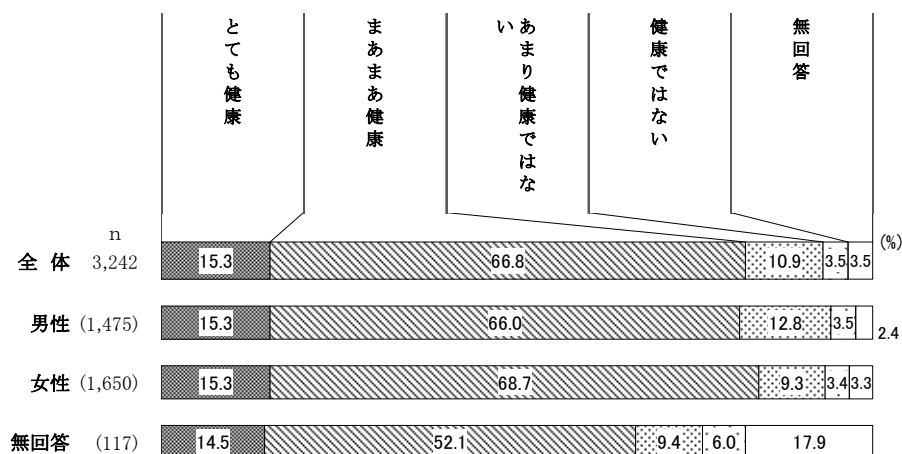 とても健康
まあまあ健康
あまり健康ではな
い
健康ではない
無回答
(%)
n
全 体 3,242 15.3 66.8 10.9 3.5 3.5
男性 (1,475) 15.3 66.0 12.8 3.5 2.4
女性 (1,650) 15.3 68.7 9.3 3.4 3.3
無回答 (117) 14.5 52.1 9.4 6.0 17.9